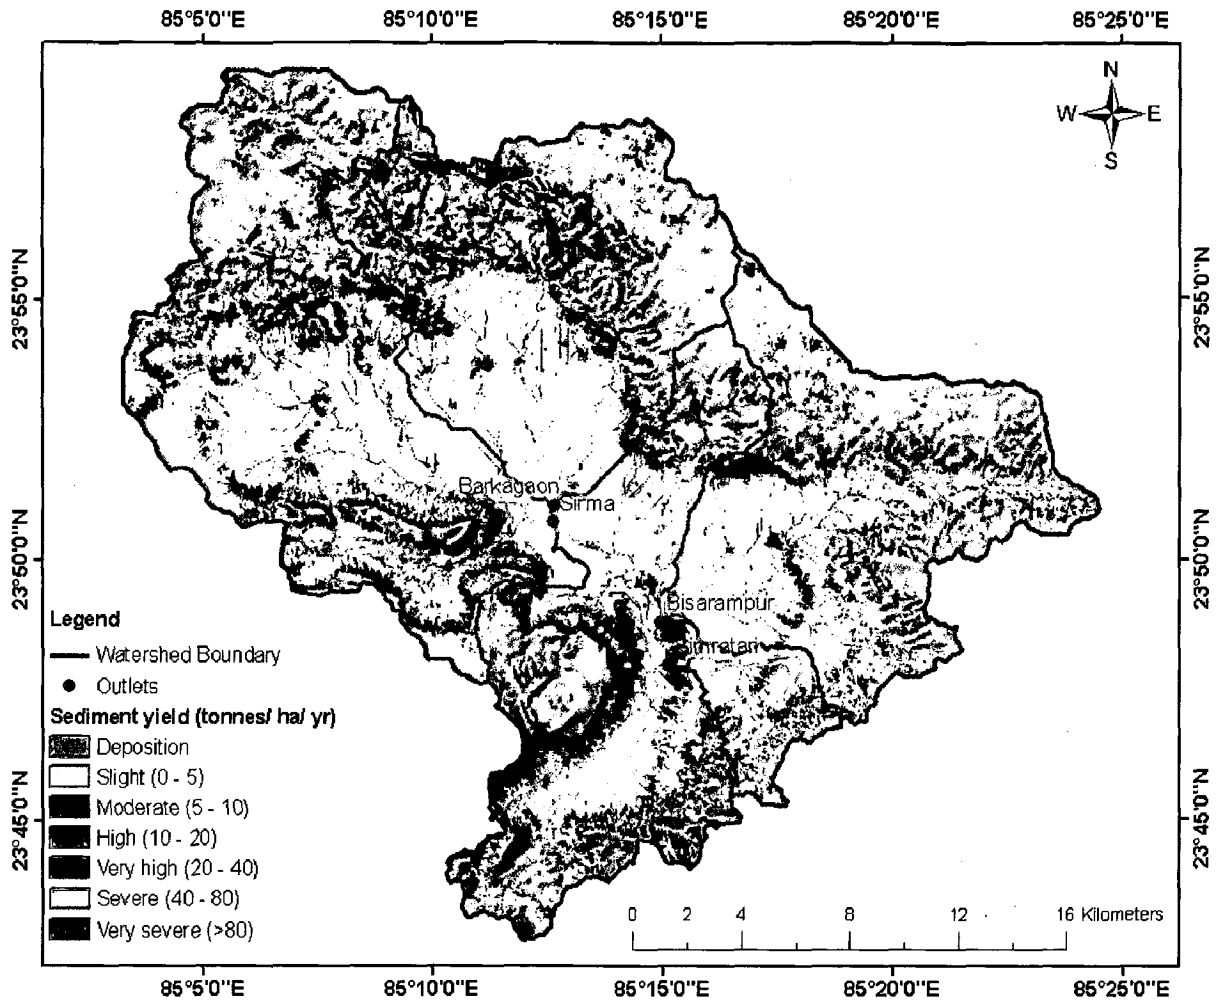 85°5'0"E 85°10'0"E 85°15'0"E 85°20'0"E 85°25'0"E
N
W E
S
23°55'0"N 23°55'0"N
Barkagaon
Sirma
23°50'0"N 23°50'0"N
Bisarampur
Legend
Watershed Boundary
Outlets
Sediment yield (tonnes/ ha/ yr)
Deposition
Slight (0 - 5)
Moderate (5 - 10)
High (10 - 20)
Very high (20 - 40)
Severe (40 - 80)
Very severe (>80)
23°45'0"N 23°45'0"N
0 2 4 8 12 16 Kilometers
85°5'0"E 85°10'0"E 85°15'0"E 85°20'0"E 85°25'0"E